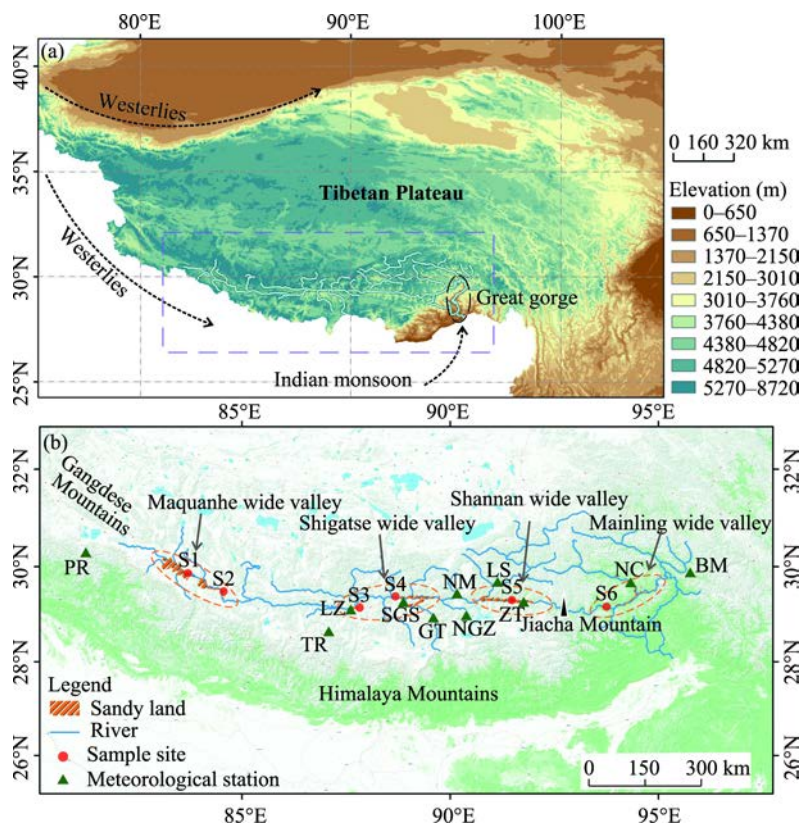 80°E 90°E 100°E
(a)
40°N
Westerlies
0 160 320 km
35°N
Tibetan Plateau
Elevation (m)
0–650
650–1370
1370–2150
2150–3010
3010–3760
3760–4380
4380–4820
4820–5270
5270–8720
Westerlies
30°N
Great gorge
25°N
Indian monsoon
85°E 90°E 95°E
(b)
32°N 32°N
Gangdese
Mountains
Maquanhe wide valley
Shannan wide valley
Shigatse wide valley
Mainling wide valley
30°N 30°N
PR
S1
S2
S3
S4
NM
LS
S5
NC
BM
S6
LZ
SGS
ZT
TR
GT
NGZ
Jiacha Mountain
28°N 28°N
Himalaya Mountains
Legend
Sandy land
River
Sample site
Meteorological station
26°N 26°N
0 150 300 km
85°E 90°E 95°E